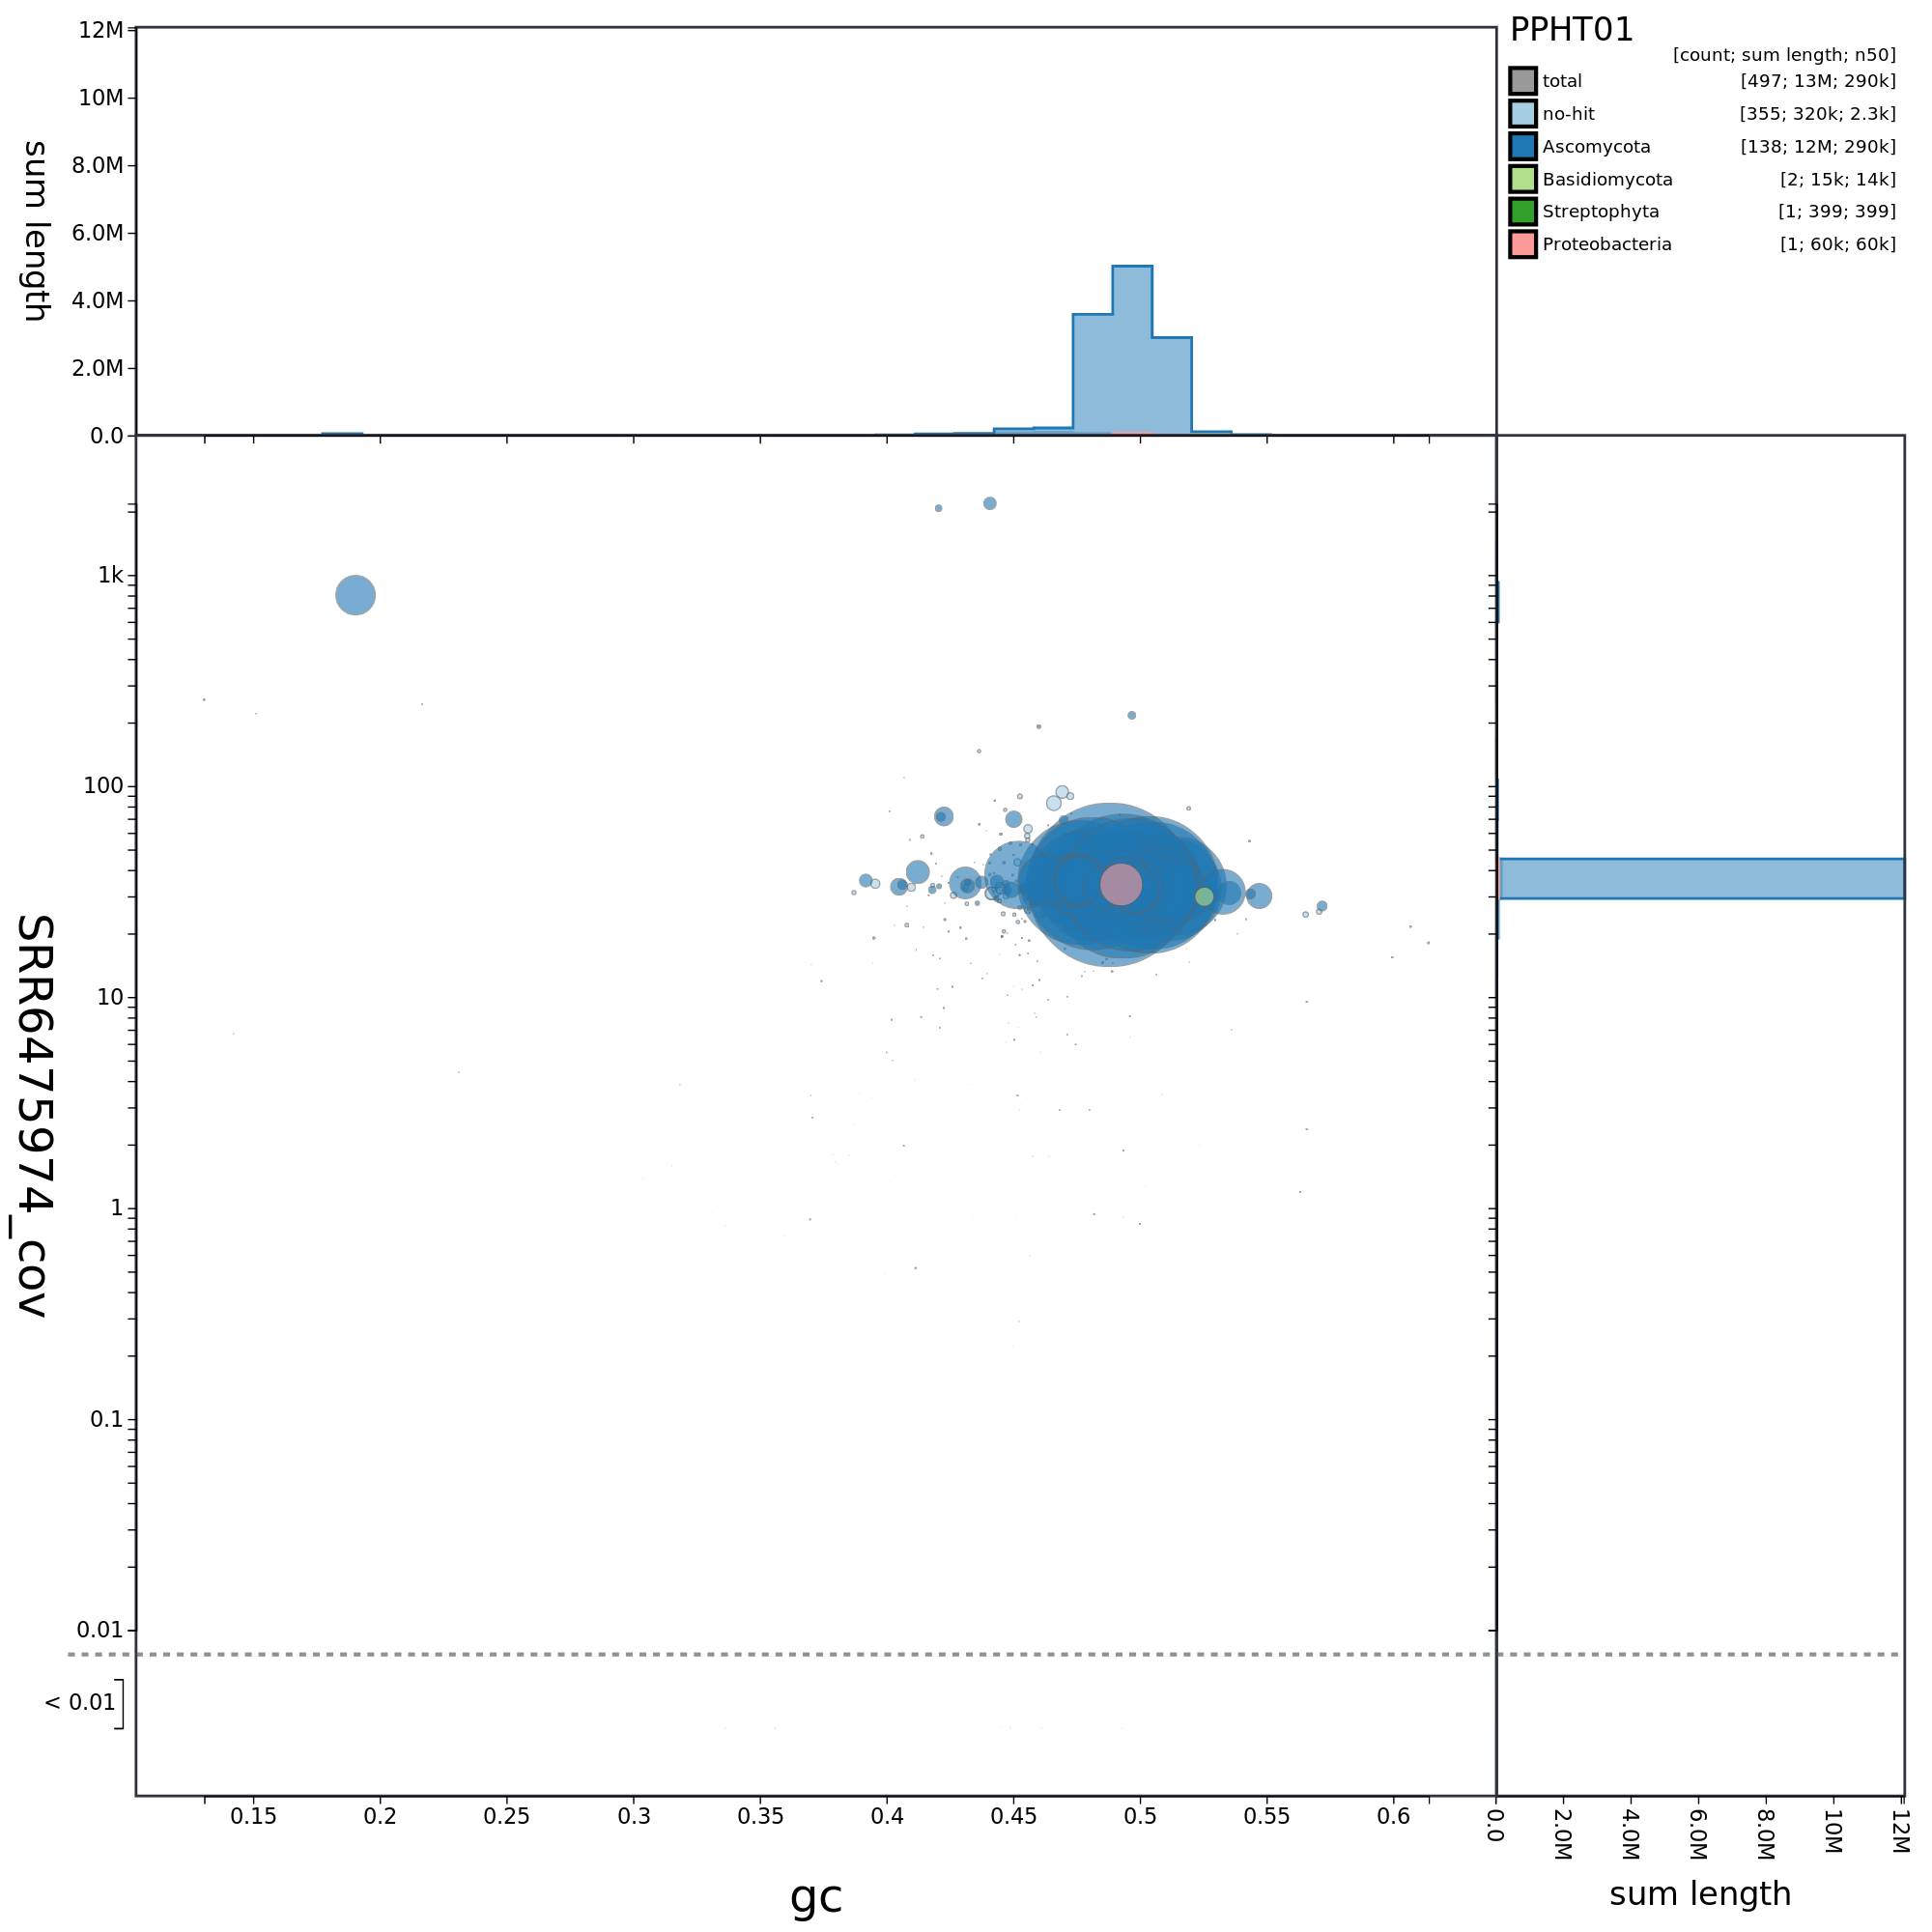 PPHT01
[count; sum length; n50]
total [497; 13M; 290k]
no-hit [355; 320k; 2.3k]
Ascomycota [138; 12M; 290k]
Basidiomycota [2; 15k; 14k]
Streptophyta [1; 399; 399]
Proteobacteria [1; 60k; 60k]
12M
10M
8.0M
6.0M
4.0M
2.0M
0.0
sum length
1k
100
10
1
0.1
0.01
< 0.01
SRR6475974_cov
0.15 0.2 0.25 0.3 0.35 0.4 0.45 0.5 0.55 0.6
gc
0.0 2.0M 4.0M 6.0M 8.0M 10M 12M
sum length